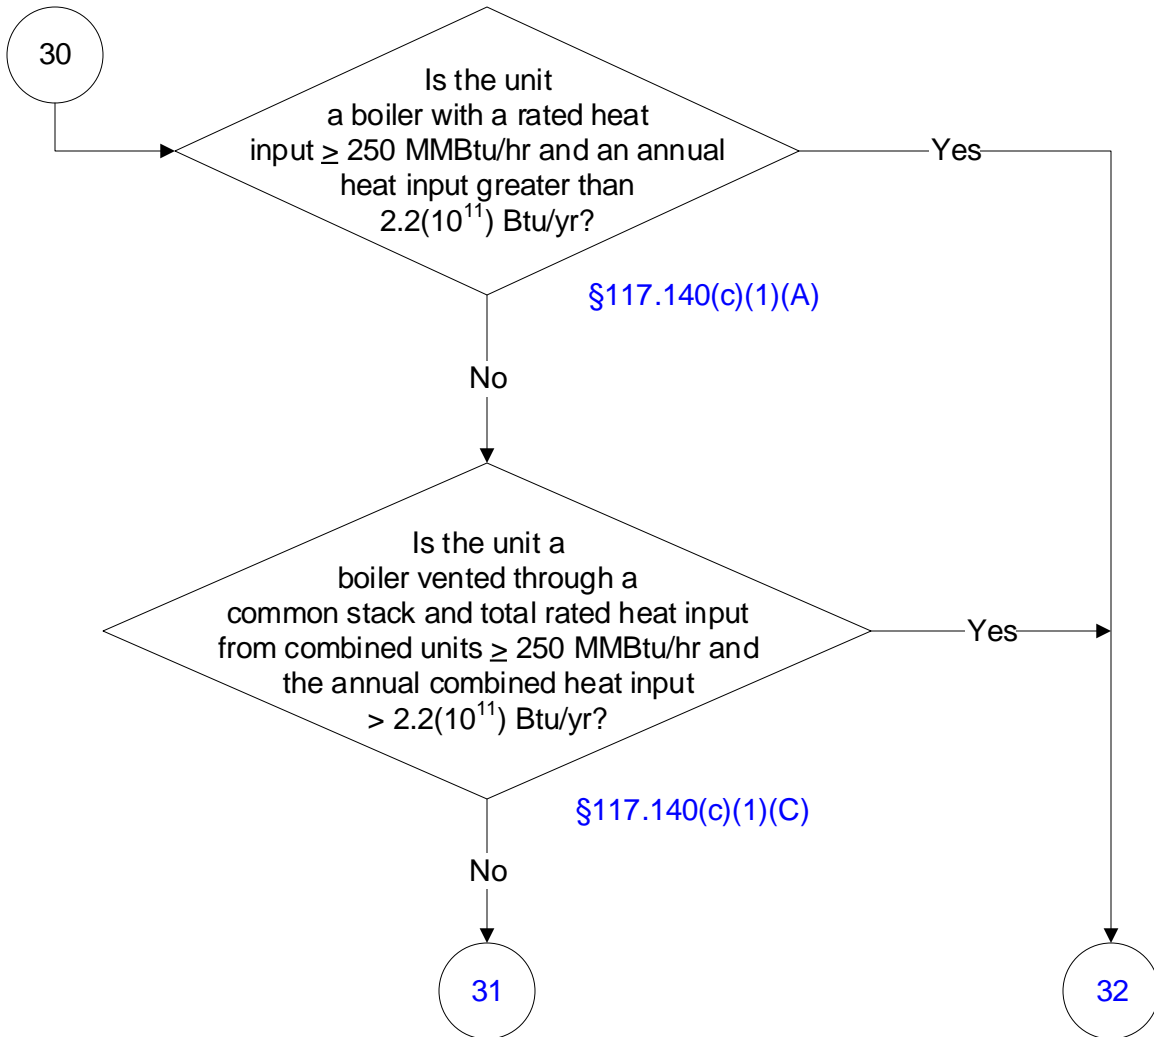 30
Is the unit
a boiler with a rated heat
input ≥ 250 MMBtu/hr and an annual
heat input greater than
2.2(10¹¹) Btu/yr?
Yes
§117.140(c)(1)(A)
No
Is the unit a
boiler vented through a
common stack and total rated heat input
from combined units ≥ 250 MMBtu/hr and
the annual combined heat input
> 2.2(10¹¹) Btu/yr?
Yes
§117.140(c)(1)(C)
No
31
32